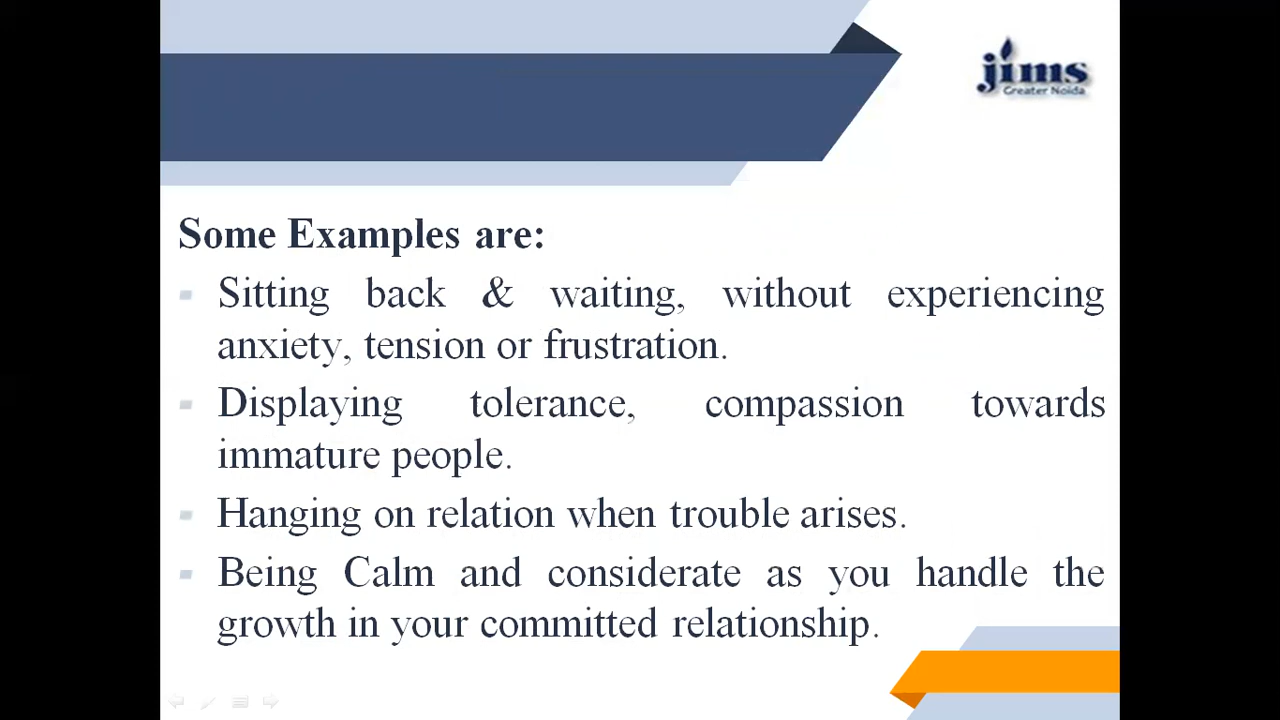 jims
Greater Noida
Some Examples are:
Sitting back & waiting, without experiencing
anxiety, tension or frustration.
Displaying tolerance, compassion towards
immature people.
Hanging on relation when trouble arises.
Being Calm and considerate as you handle the
growth in your committed relationship.